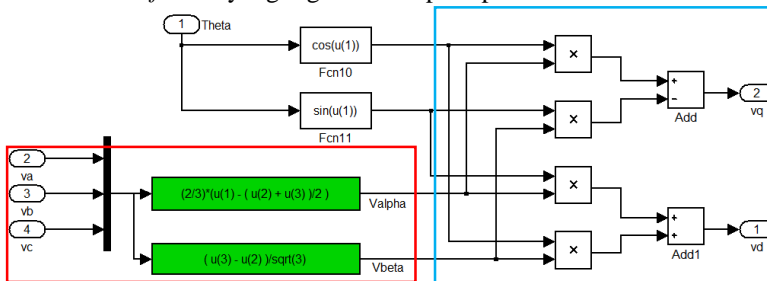 1
Theta
cos(u(1))
Fcn10
sin(u(1))
Fcn11
×
×
×
×
+
−
Add
2
vq
2
va
3
vb
4
vc
(2/3)*(u(1) - ( u(2) + u(3) )/2 )
Valpha
( u(3) - u(2) )/sqrt(3)
Vbeta
+
+
Add1
1
vd